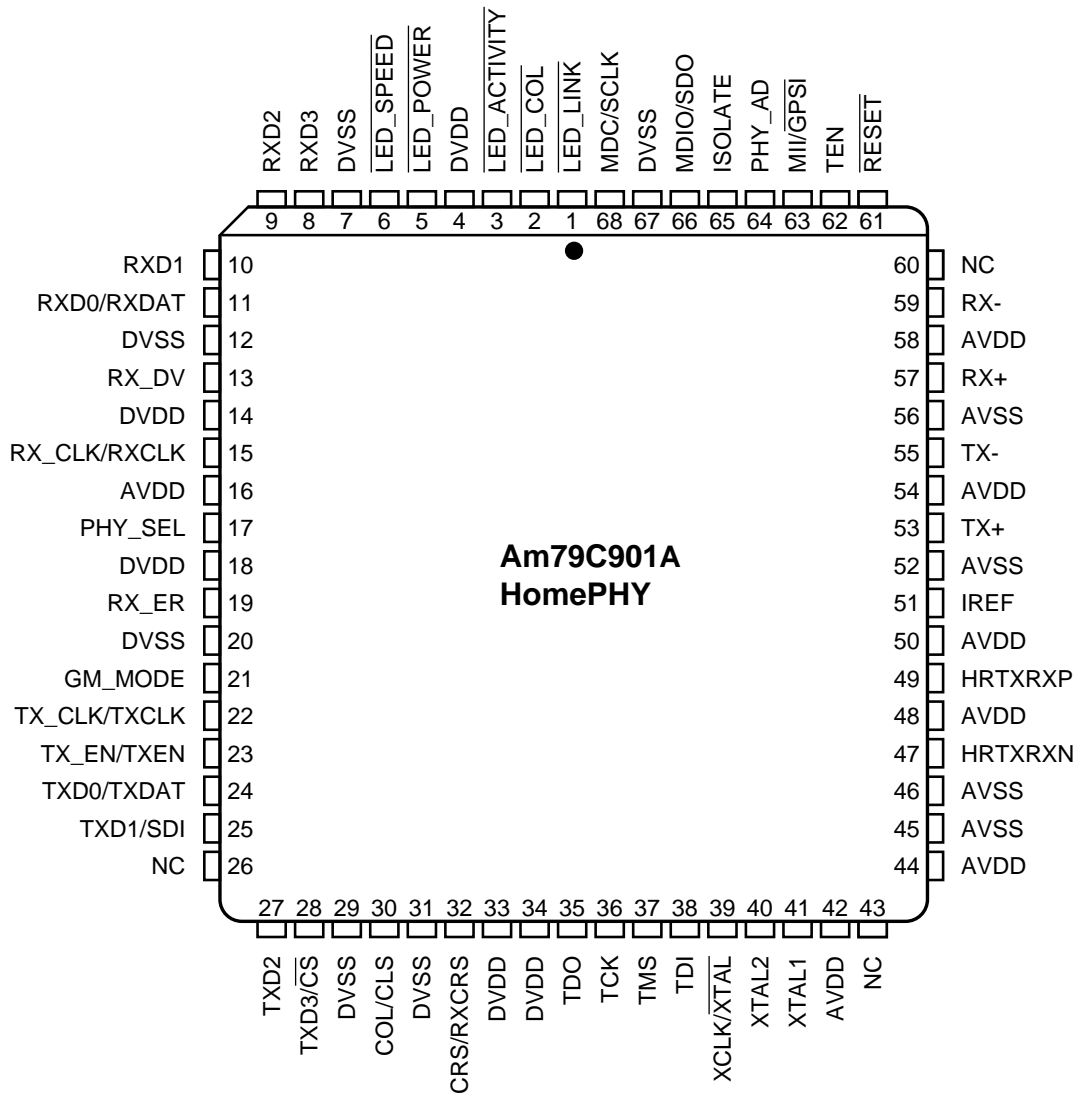 RXD2
RXD3
DVSS
LED_SPEED
LED_POWER
DVDD
LED_ACTIVITY
LED_COL
LED_LINK
MDC/SCLK
DVSS
MDIO/SDO
ISOLATE
PHY_AD
MII/GPSI
TEN
RESET
9 8 7 6 5 4 3 2 1 68 67 66 65 64 63 62 61
RXD1 10
RXD0/RXDAT 11
DVSS 12
RX_DV 13
DVDD 14
RX_CLK/RXCLK 15
AVDD 16
PHY_SEL 17
DVDD 18
RX_ER 19
DVSS 20
GM_MODE 21
TX_CLK/TXCLK 22
TX_EN/TXEN 23
TXD0/TXDAT 24
TXD1/SDI 25
NC 26
Am79C901A
HomePHY
60 NC
59 RX-
58 AVDD
57 RX+
56 AVSS
55 TX-
54 AVDD
53 TX+
52 AVSS
51 IREF
50 AVDD
49 HRTXRXP
48 AVDD
47 HRTXRXN
46 AVSS
45 AVSS
44 AVDD
27 28 29 30 31 32 33 34 35 36 37 38 39 40 41 42 43
TXD2
TXD3/CS
DVSS
COL/CLS
DVSS
CRS/RXCRS
DVDD
DVDD
TDO
TCK
TMS
TDI
XCLK/XTAL
XTAL2
XTAL1
AVDD
NC